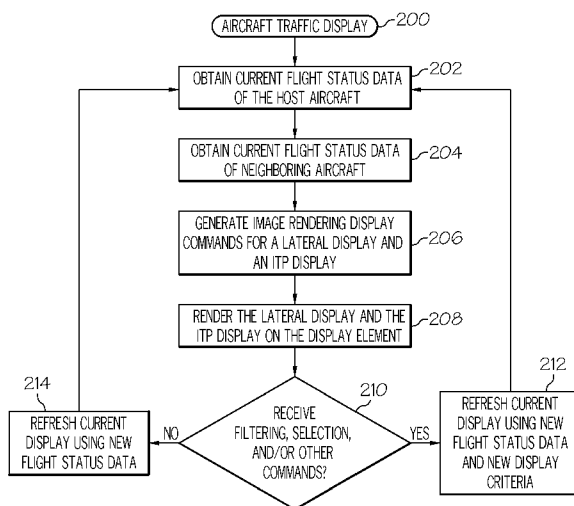 AIRCRAFT TRAFFIC DISPLAY
200
OBTAIN CURRENT FLIGHT STATUS DATA
OF THE HOST AIRCRAFT
202
OBTAIN CURRENT FLIGHT STATUS DATA
OF NEIGHBORING AIRCRAFT
204
GENERATE IMAGE RENDERING DISPLAY
COMMANDS FOR A LATERAL DISPLAY AND
AN ITP DISPLAY
206
RENDER THE LATERAL DISPLAY AND THE
ITP DISPLAY ON THE DISPLAY ELEMENT
208
210
RECEIVE
FILTERING, SELECTION,
AND/OR OTHER
COMMANDS?
NO
YES
214
REFRESH CURRENT
DISPLAY USING NEW
FLIGHT STATUS DATA
212
REFRESH CURRENT
DISPLAY USING NEW
FLIGHT STATUS DATA
AND NEW DISPLAY
CRITERIA